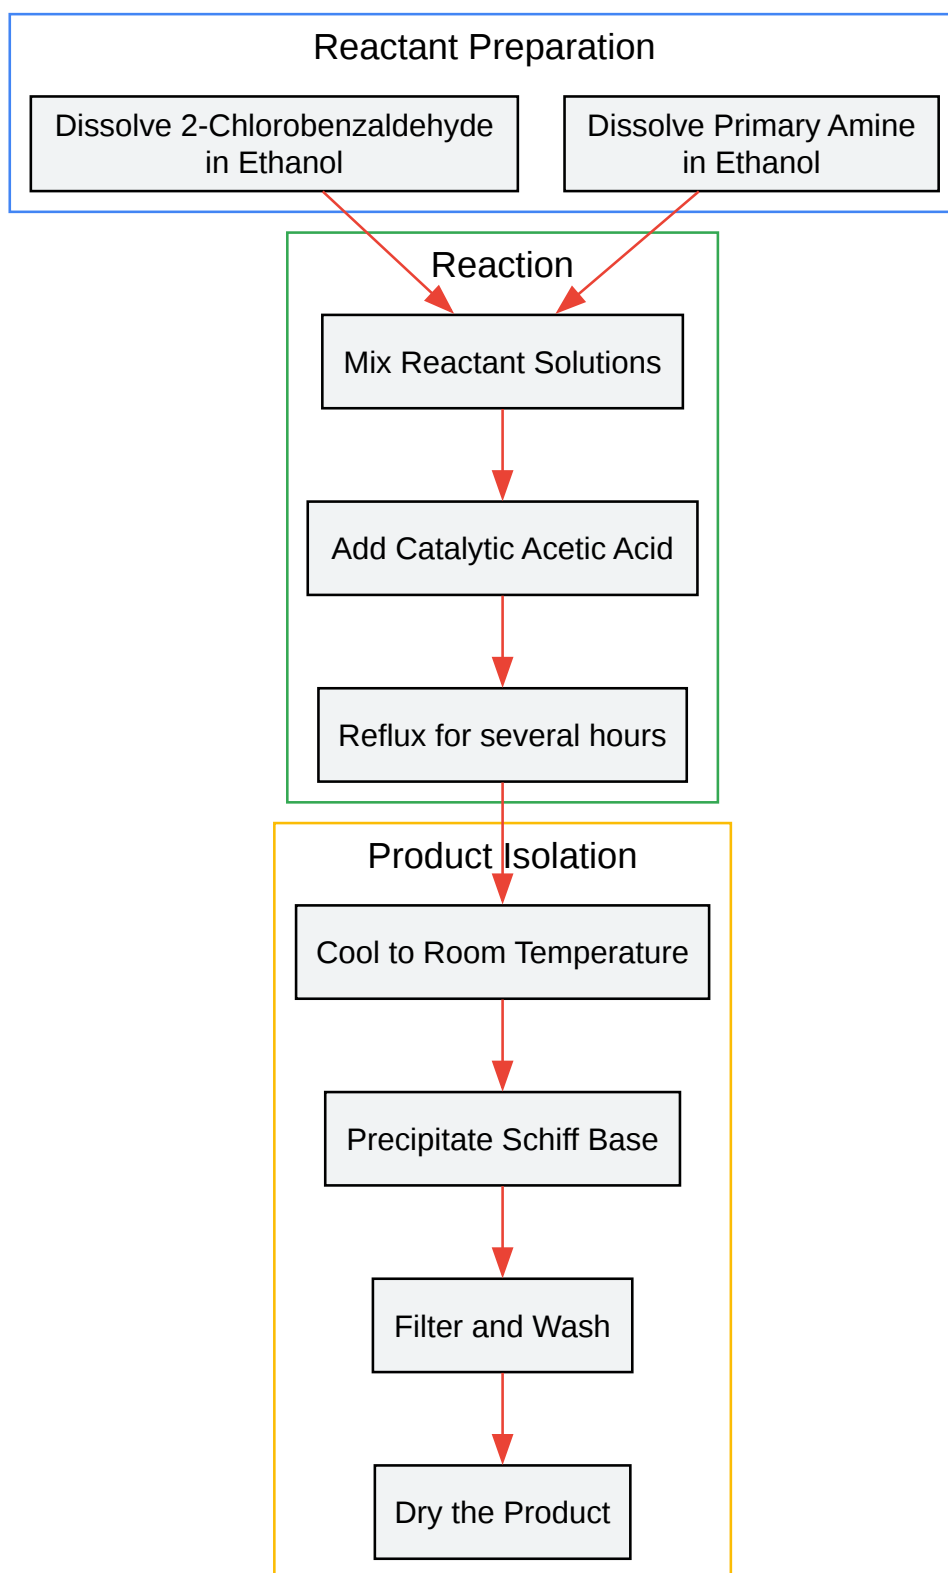 Reactant Preparation
Dissolve 2-Chlorobenzaldehyde
in Ethanol
Dissolve Primary Amine
in Ethanol
Reaction
Mix Reactant Solutions
Add Catalytic Acetic Acid
Reflux for several hours
Product Isolation
Cool to Room Temperature
Precipitate Schiff Base
Filter and Wash
Dry the Product